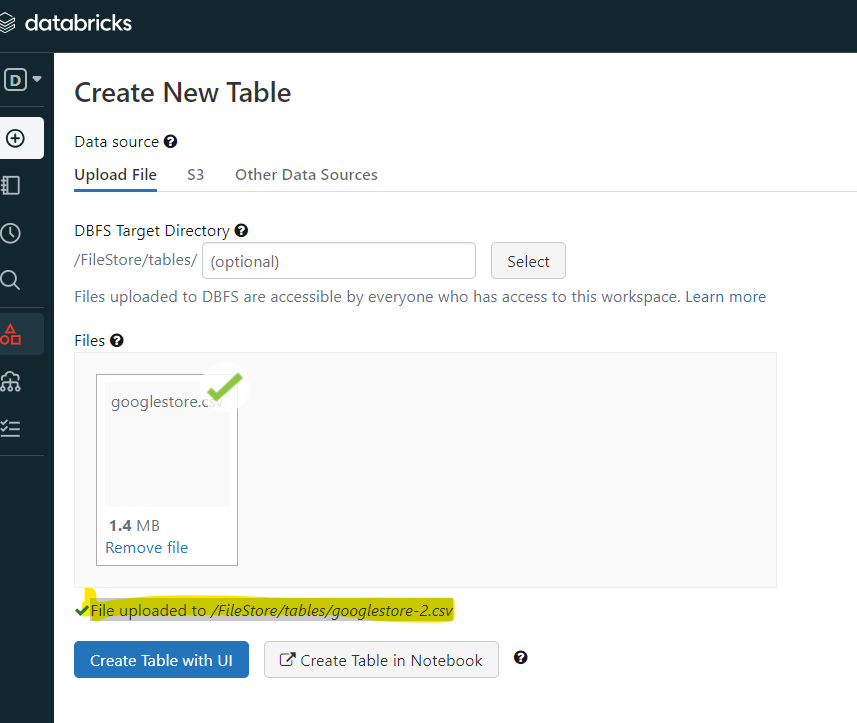 databricks
D
Create New Table
Data source
Upload File S3 Other Data Sources
DBFS Target Directory
/FileStore/tables/ (optional) Select
Files uploaded to DBFS are accessible by everyone who has access to this workspace. Learn more
Files
googlestore.csv
1.4 MB
Remove file
File uploaded to /FileStore/tables/googlestore-2.csv
Create Table with UI Create Table in Notebook